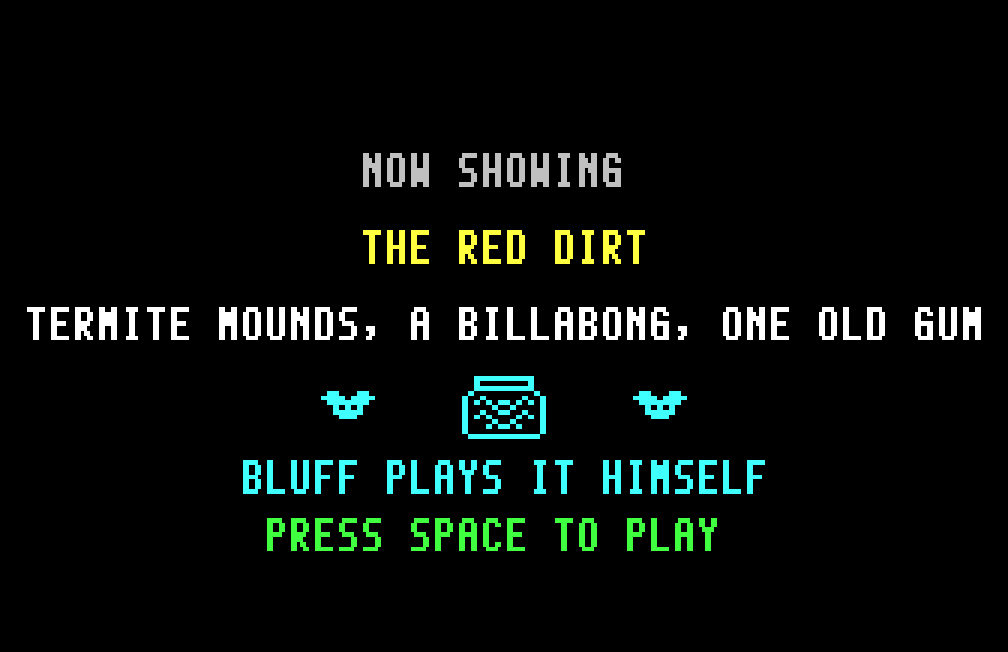 NOW SHOWING
THE RED DIRT
TERMITE MOUNDS, A BILLABONG, ONE OLD GUM
BLUFF PLAYS IT HIMSELF
PRESS SPACE TO PLAY